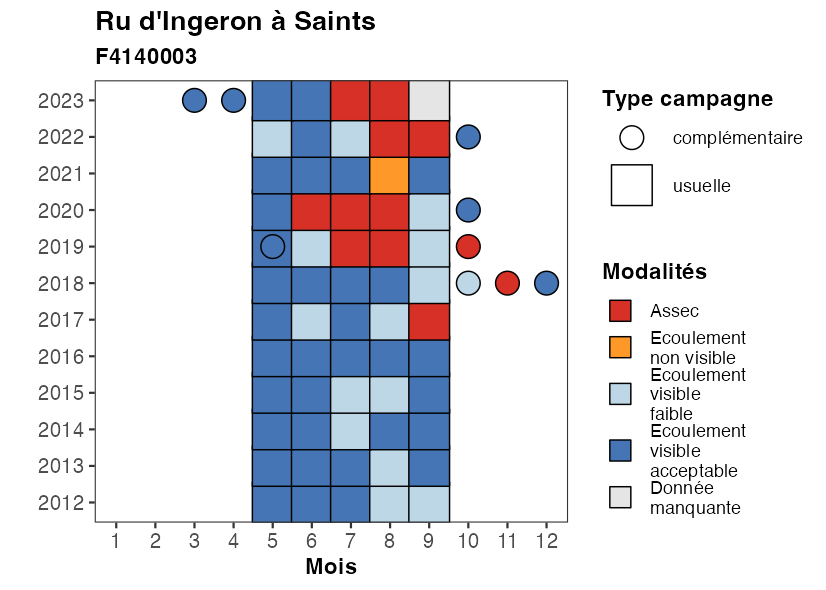 Ru d'Ingeron à Saints
F4140003
2023
2022
2021
2020
2019
2018
2017
2016
2015
2014
2013
2012
1 2 3 4 5 6 7 8 9 10 11 12
Mois
Type campagne
complémentaire
usuelle
Modalités
Assec
Ecoulement
non visible
Ecoulement
visible
faible
Ecoulement
visible
acceptable
Donnée
manquante